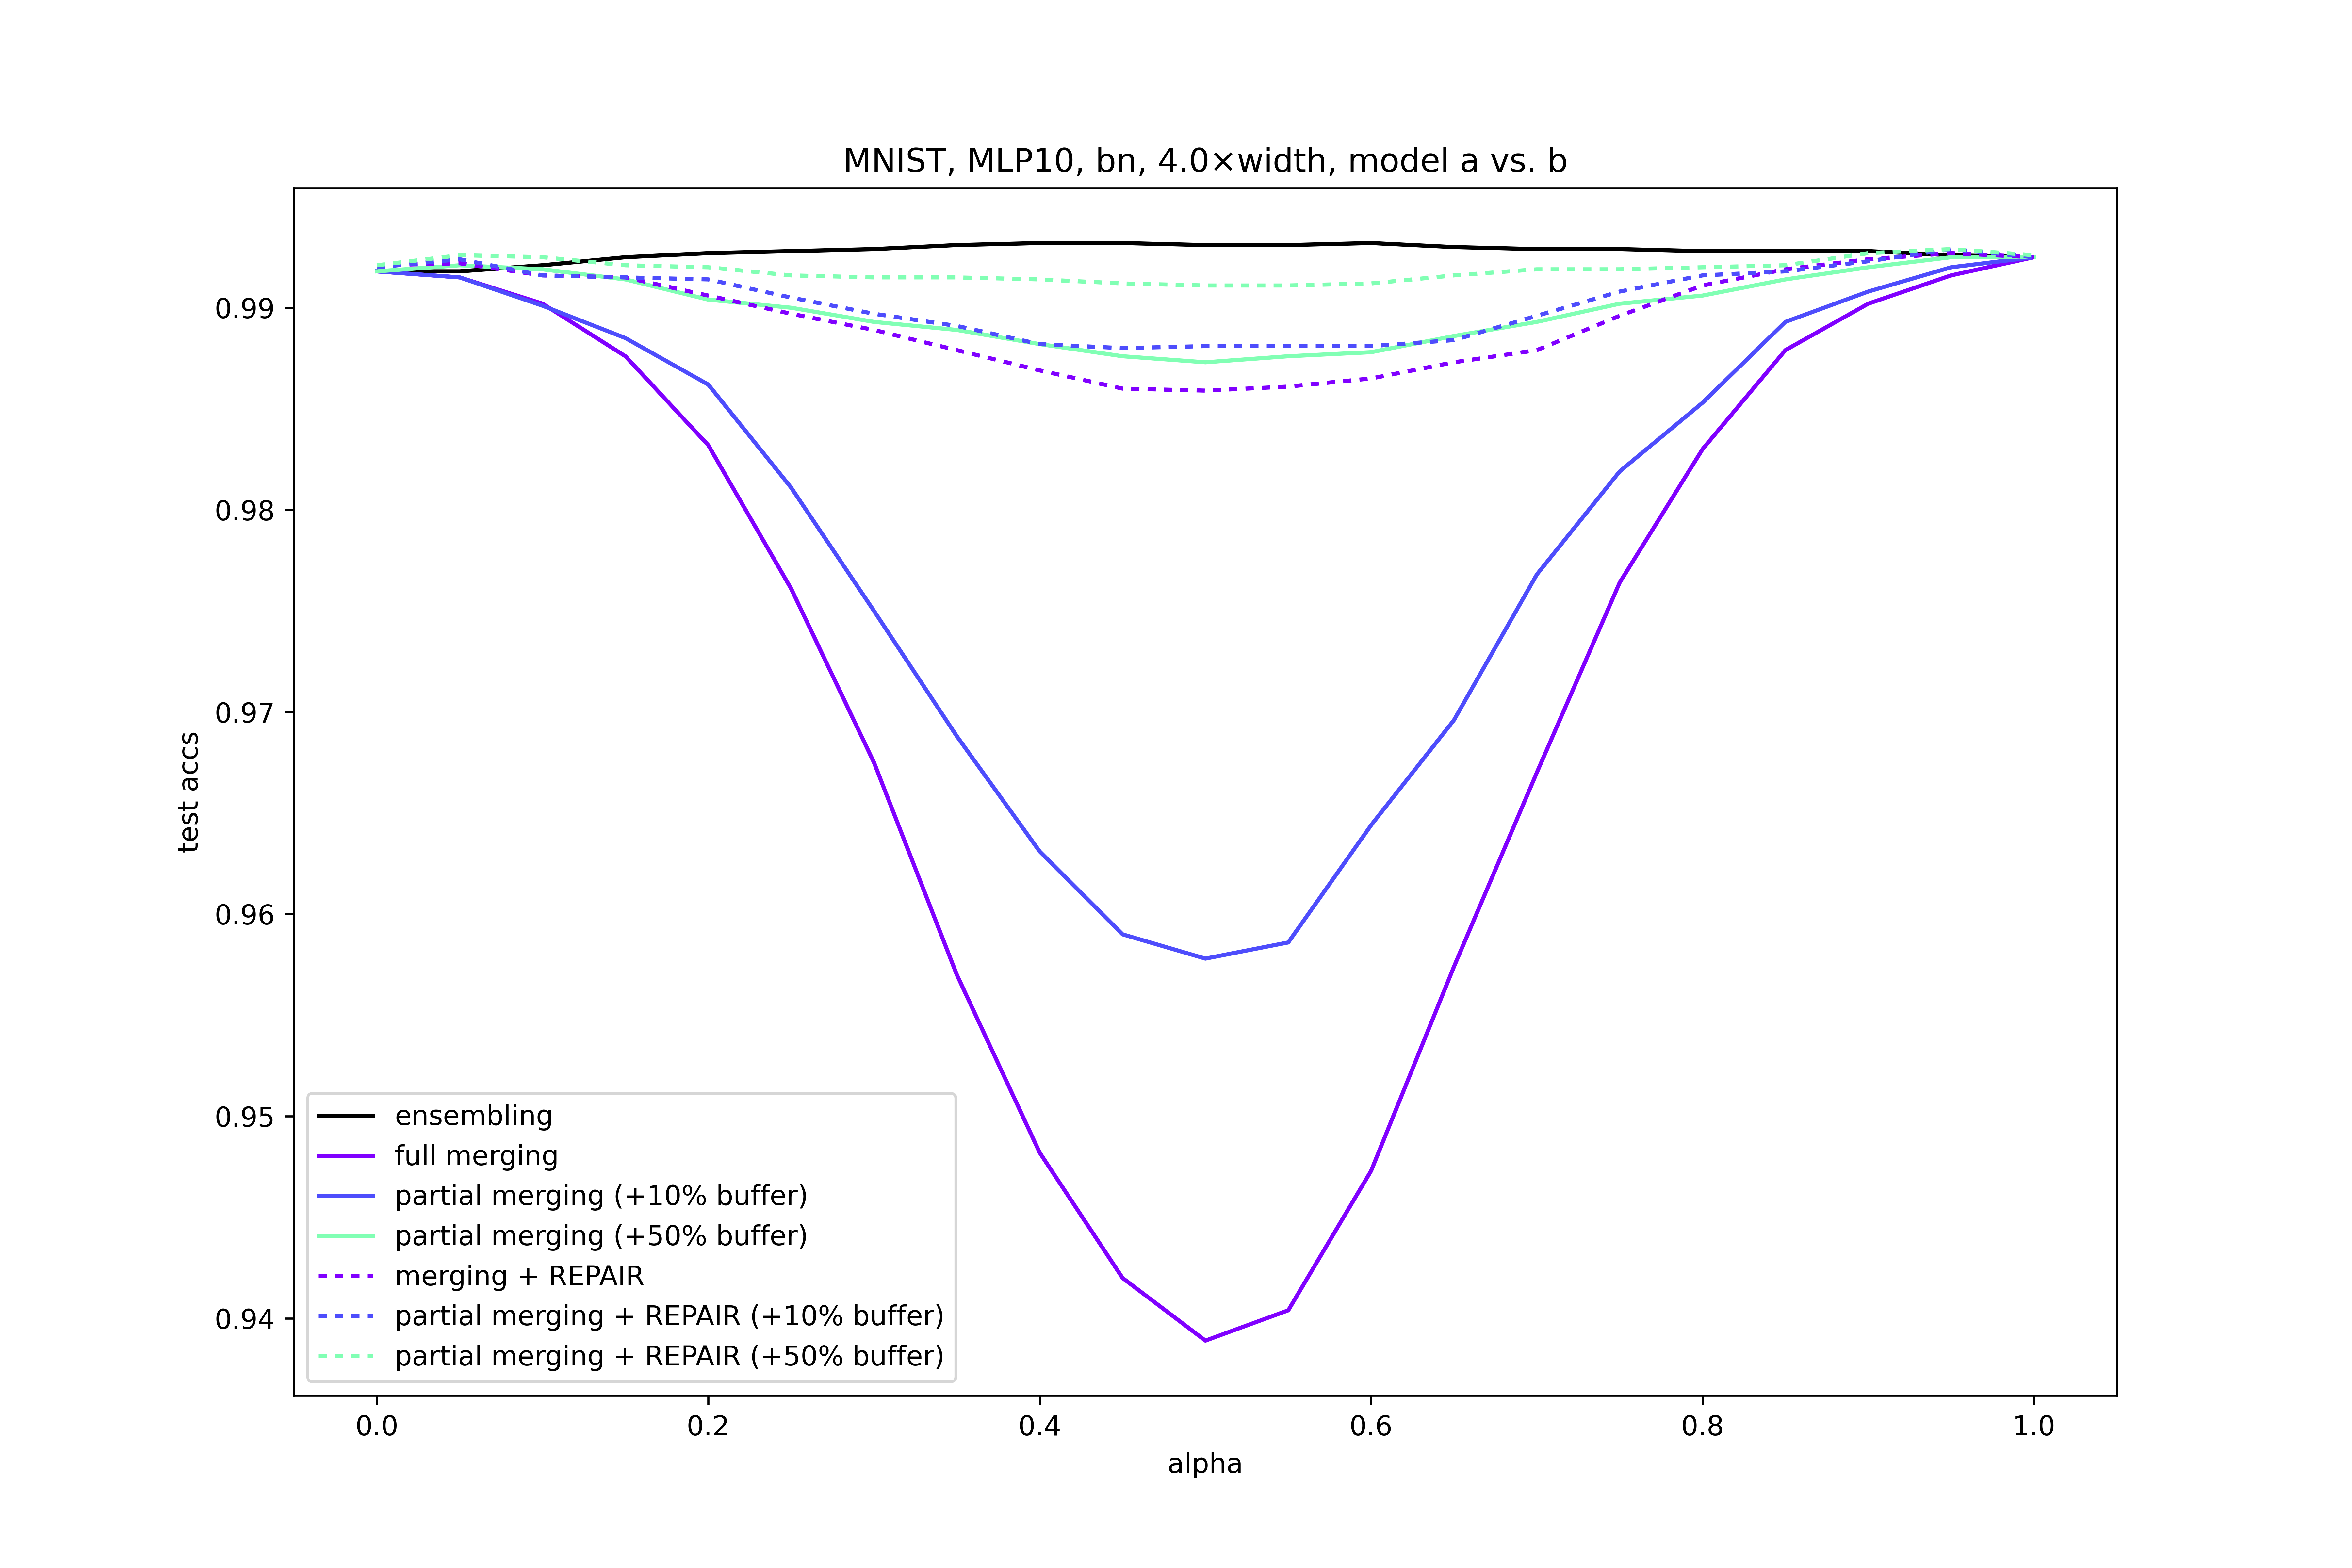 MNIST, MLP10, bn, 4.0×width, model a vs. b
0.99
0.98
0.97
0.96
0.95
0.94
test accs
ensembling
full merging
partial merging (+10% buffer)
partial merging (+50% buffer)
merging + REPAIR
partial merging + REPAIR (+10% buffer)
partial merging + REPAIR (+50% buffer)
0.0 0.2 0.4 0.6 0.8 1.0
alpha